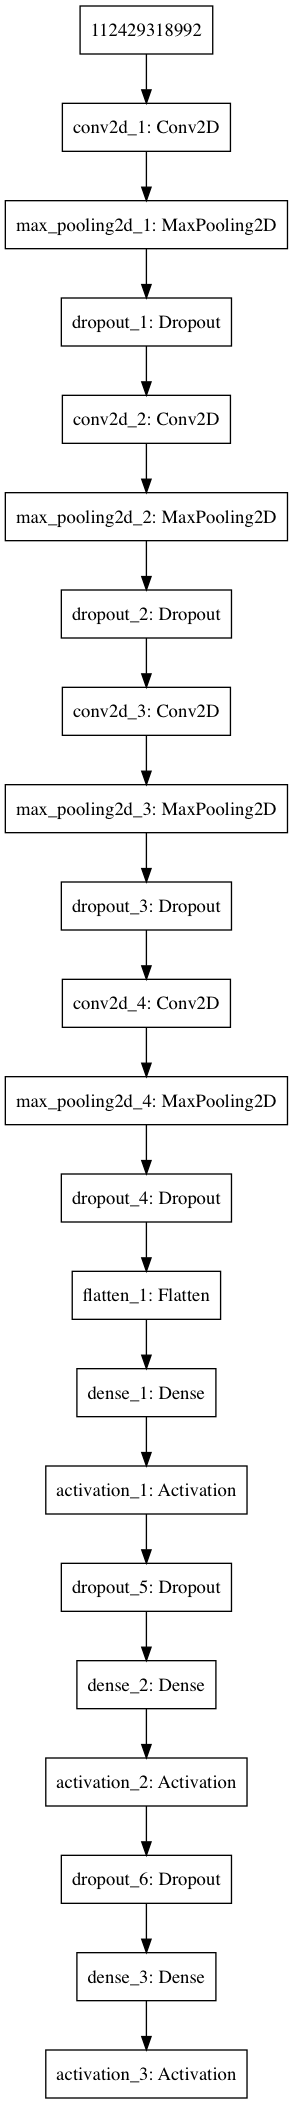 112429318992
conv2d_1: Conv2D
max_pooling2d_1: MaxPooling2D
dropout_1: Dropout
conv2d_2: Conv2D
max_pooling2d_2: MaxPooling2D
dropout_2: Dropout
conv2d_3: Conv2D
max_pooling2d_3: MaxPooling2D
dropout_3: Dropout
conv2d_4: Conv2D
max_pooling2d_4: MaxPooling2D
dropout_4: Dropout
flatten_1: Flatten
dense_1: Dense
activation_1: Activation
dropout_5: Dropout
dense_2: Dense
activation_2: Activation
dropout_6: Dropout
dense_3: Dense
activation_3: Activation